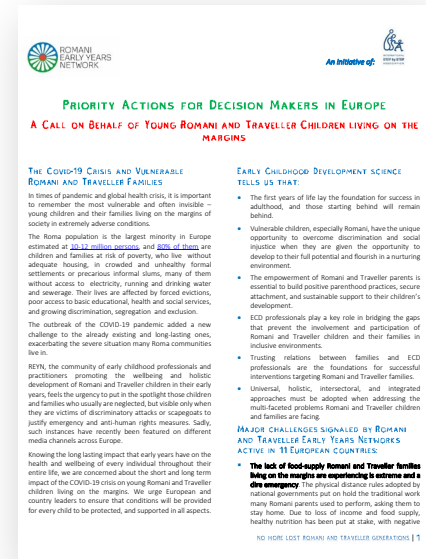 ROMANI
EARLY YEARS
NETWORK
An Initiative of:
INTERNATIONAL
STEP by STEP
ASSOCIATION
PRIORITY ACTIONS FOR DECISION MAKERS IN EUROPE
A CALL ON BEHALF OF YOUNG ROMANI AND TRAVELLER CHILDREN LIVING ON THE
MARGINS
THE COVID-19 CRISIS AND VULNERABLE
ROMANI AND TRAVELLER FAMILIES
In times of pandemic and global health crisis, it is important
to remember the most vulnerable and often invisible –
young children and their families living on the margins of
society in extremely adverse conditions.
The Roma population is the largest minority in Europe
estimated at 10-12 million persons, and 80% of them are
children and families at risk of poverty, who live without
adequate housing, in crowded and unhealthy formal
settlements or precarious informal slums, many of them
without access to electricity, running and drinking water
and sewerage. Their lives are affected by forced evictions,
poor access to basic educational, health and social services,
and growing discrimination, segregation and exclusion.
The outbreak of the COVID-19 pandemic added a new
challenge to the already existing and long-lasting ones,
exacerbating the severe situation many Roma communities
live in.
REYN, the community of early childhood professionals and
practitioners promoting the wellbeing and holistic
development of Romani and Traveller children in their early
years, feels the urgency to put in the spotlight those children
and families who usually are neglected, but visible only when
they are victims of discriminatory attacks or scapegoats to
justify emergency and anti-human rights measures. Sadly,
such instances have recently been featured on different
media channels across Europe.
Knowing the long lasting impact that early years have on the
health and wellbeing of every individual throughout their
entire life, we are concerned about the short and long term
impact of the COVID-19 crisis on young Romani and Traveller
children living on the margins. We urge European and
country leaders to ensure that conditions will be provided
for every child to be protected, and supported in all aspects.
EARLY CHILDHOOD DEVELOPMENT SCIENCE
TELLS US THAT:
• The first years of life lay the foundation for success in
adulthood, and those starting behind will remain
behind.
• Vulnerable children, especially Romani, have the unique
opportunity to overcome discrimination and social
injustice when they are given the opportunity to
develop to their full potential and flourish in a nurturing
environment.
• The empowerment of Romani and Traveller parents is
essential to build positive parenthood practices, secure
attachment, and sustainable support to their children's
development.
• ECD professionals play a key role in bridging the gaps
that prevent the involvement and participation of
Romani and Traveller children and their families in
inclusive environments.
• Trusting relations between families and ECD
professionals are the foundations for successful
interventions targeting Romani and Traveller families.
• Universal, holistic, intersectoral, and integrated
approaches must be adopted when addressing the
multi-faceted problems Romani and Traveller children
and families are facing.
MAJOR CHALLENGES SIGNALED BY ROMANI
AND TRAVELLER EARLY YEARS NETWORKS
ACTIVE IN 11 EUROPEAN COUNTRIES:
• The lack of food-supply Romani and Traveller families
living on the margins are experiencing is extreme and a
dire emergency. The physical distance rules adopted by
national governments put on hold the traditional work
many Romani parents used to perform, asking them to
stay home. Due to loss of income and food supply,
healthy nutrition has been put at stake, with negative
NO MORE LOST ROMANI AND TRAVELLER GENERATIONS | 1